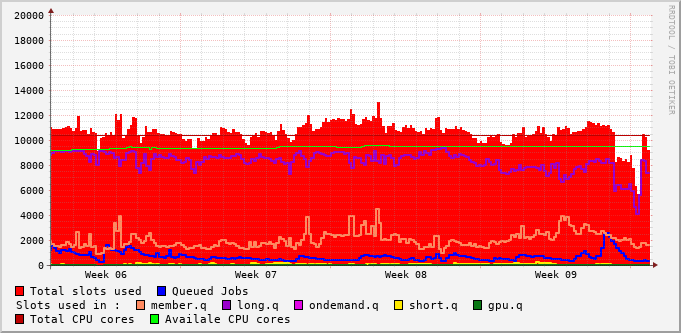 20000
18000
16000
14000
12000
10000
8000
6000
4000
2000
0
Week 06 Week 07 Week 08 Week 09
Total slots used Queued Jobs
Slots used in : member.q long.q ondemand.q short.q gpu.q
Total CPU cores Availale CPU cores
RRDTOOL / TOBI OETIKER